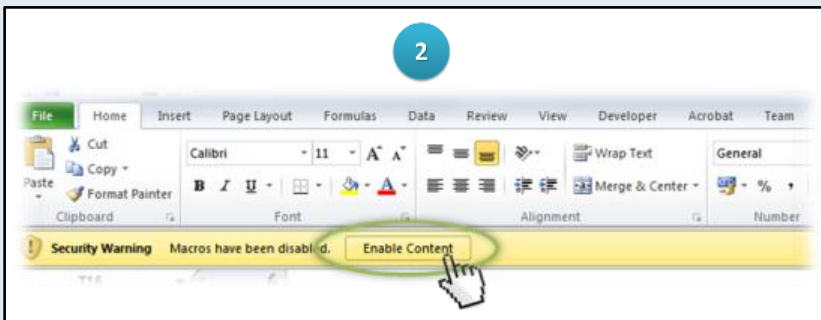 2
File Home Insert Page Layout Formulas Data Review View Developer Acrobat Team
Cut
Calibri 11 A A Wrap Text General
Copy
Paste
Format Painter B I U A Merge & Center % ,
Clipboard Font Alignment Number
Security Warning Macros have been disabled. Enable Content
T16